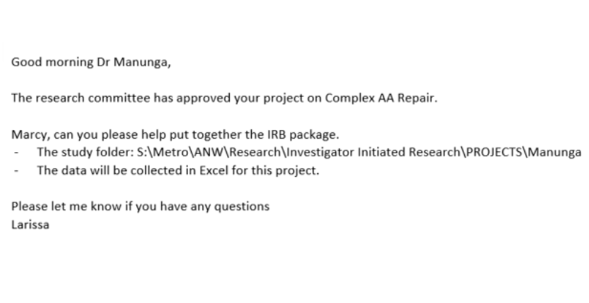 Good morning Dr Manunga,
The research committee has approved your project on Complex AA Repair.
Marcy, can you please help put together the IRB package.
- The study folder: S:\Metro\ANW\Research\Investigator Initiated Research\PROJECTS\Manunga
- The data will be collected in Excel for this project.
Please let me know if you have any questions
Larissa